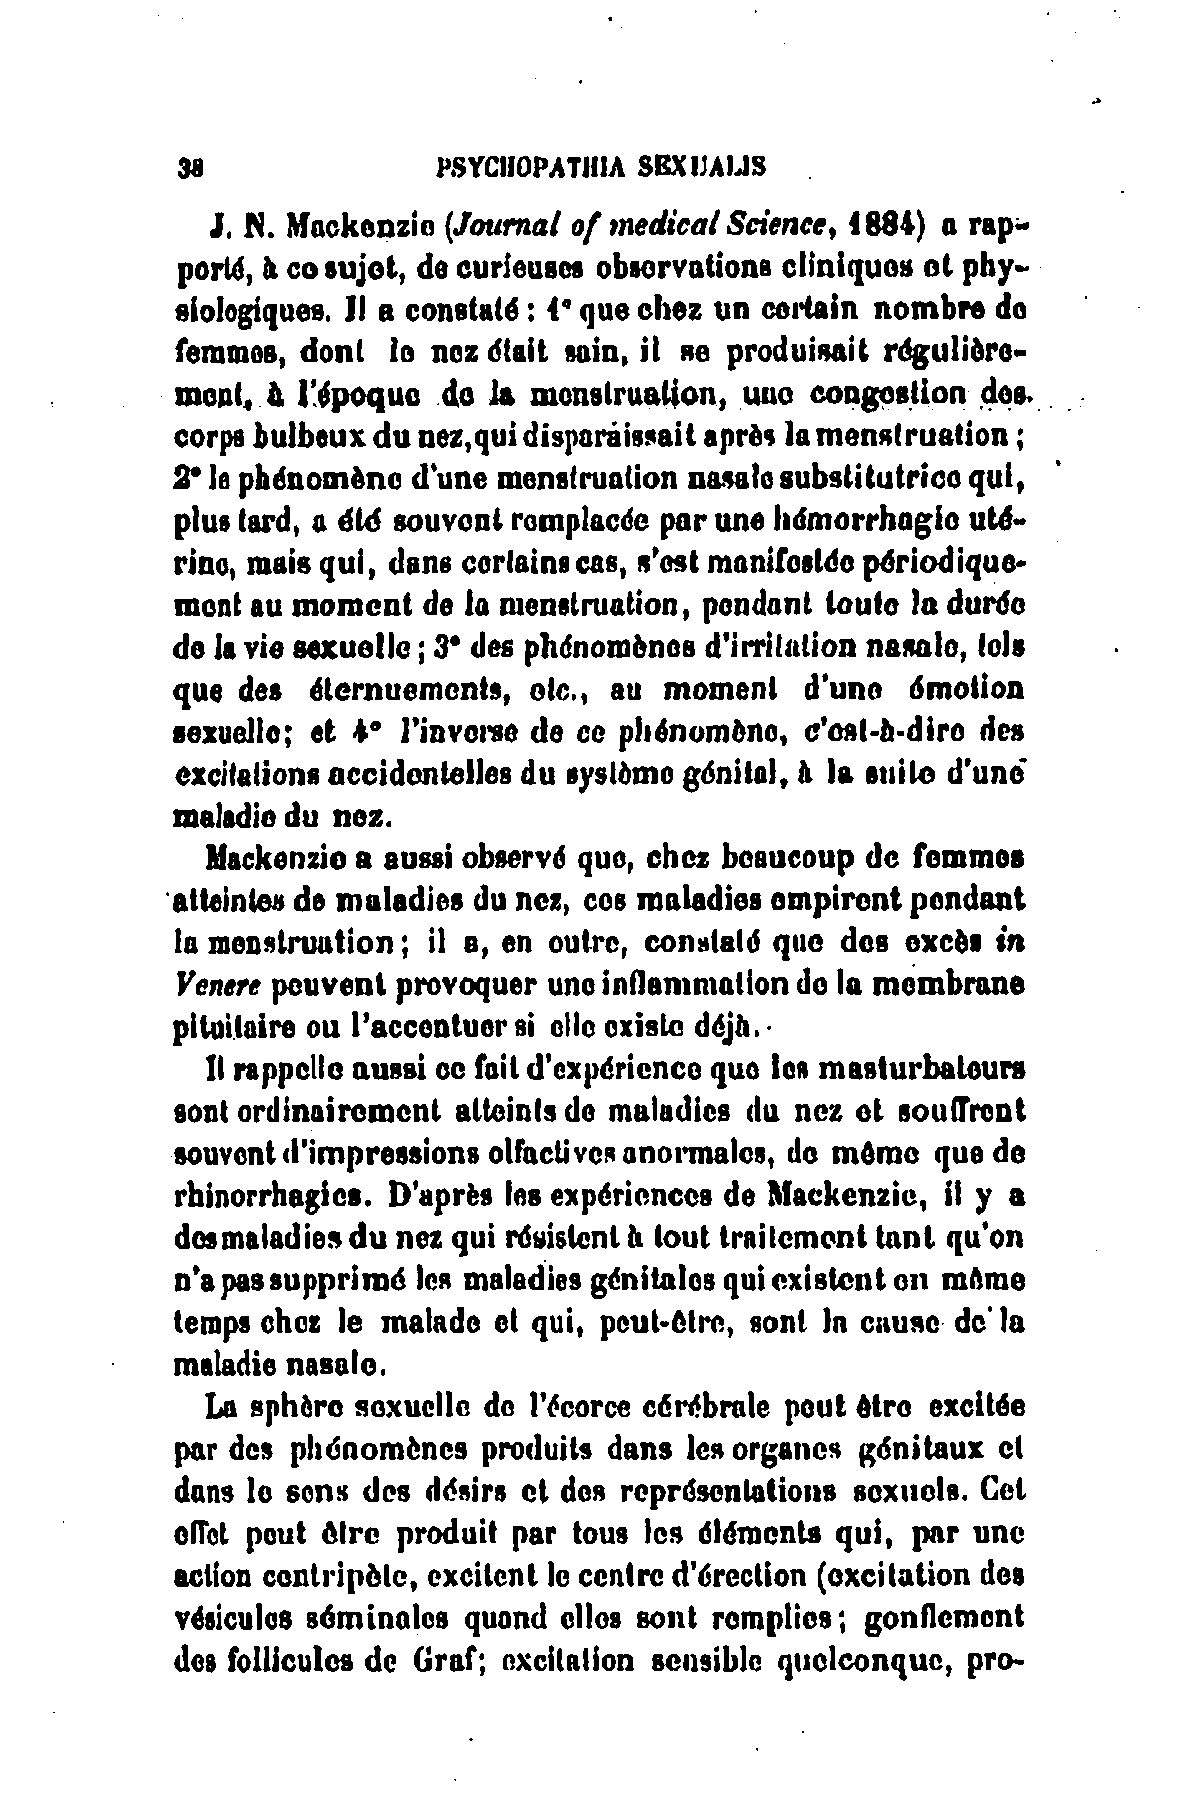 38 PSYCHOPATHIA SEXUALIS
J. N. Mackenzie (Journal of medical Science, 1884) a rap-
porté, à ce sujet, de curieuses observations cliniques et phy-
siologiques. Il a constaté : 1° que chez un certain nombre de
femmes, dont le nez était sain, il se produisait régulière-
ment, à l'époque de la menstruation, une congestion des
corps bulbeux du nez, qui disparaissait après la menstruation ;
2° le phénomène d'une menstruation nasale substitutrice qui,
plus tard, a été souvent remplacée par une hémorrhagie uté-
rine, mais qui, dans certains cas, s'est manifestée périodique-
ment au moment de la menstruation, pendant toute la durée
de la vie sexuelle ; 3° des phénomènes d'irritation nasale, tels
que des éternuements, etc., au moment d'une émotion
sexuelle; et 4° l'inverse de ce phénomène, c'est-à-dire des
excitations accidentelles du système génital, à la suite d'une
maladie du nez.
Mackenzie a aussi observé que, chez beaucoup de femmes
atteintes de maladies du nez, ces maladies empirent pendant
la menstruation ; il a, en outre, constaté que des excès in
Venere peuvent provoquer une inflammation de la membrane
pituitaire ou l'accentuer si elle existe déjà.
Il rappelle aussi ce fait d'expérience que les masturbateurs
sont ordinairement atteints de maladies du nez et souffrent
souvent d'impressions olfactives anormales, de même que de
rhinorrhagies. D'après les expériences de Mackenzie, il y a
des maladies du nez qui résistent à tout traitement tant qu'on
n'a pas supprimé les maladies génitales qui existent en même
temps chez le malade et qui, peut-être, sont la cause de la
maladie nasale.
La sphère sexuelle de l'écorce cérébrale peut être excitée
par des phénomènes produits dans les organes génitaux et
dans le sens des désirs et des représentations sexuels. Cet
effet peut être produit par tous les éléments qui, par une
action centripète, excitent le centre d'érection (excitation des
vésicules séminales quand elles sont remplies ; gonflement
des follicules de Graf; excitation sensible quelconque, pro-